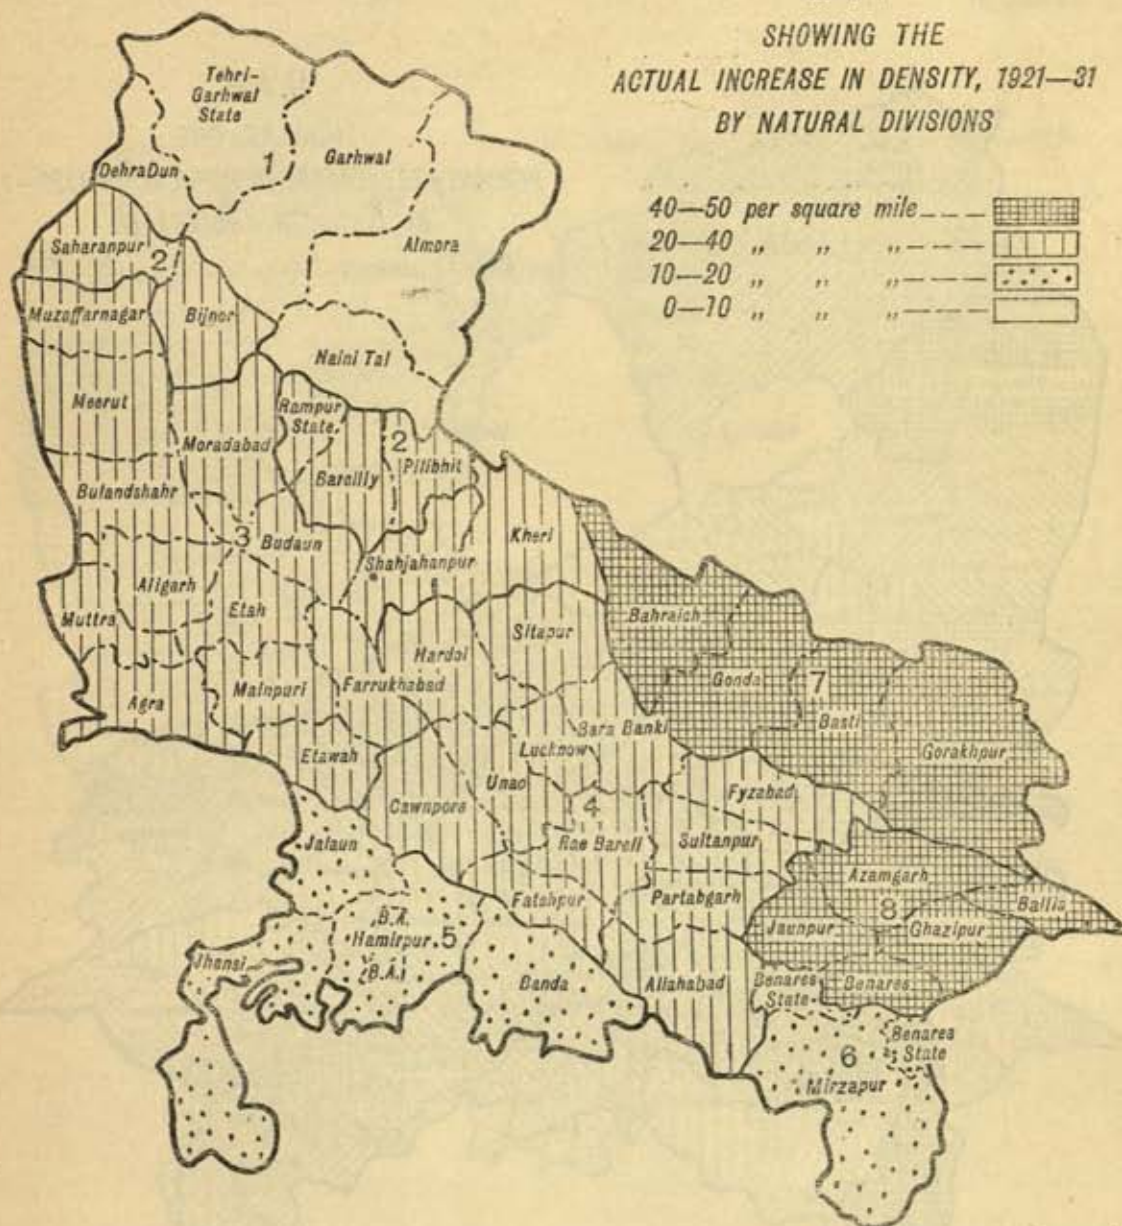 SHOWING THE
ACTUAL INCREASE IN DENSITY, 1921—31
BY NATURAL DIVISIONS
40—50 per square mile
20—40 „ „ „
10—20 „ „ „
0—10 „ „ „
Tehri-
Garhwal
State
1
Garhwal
DehraDun
Almora
Saharanpur
2
Muzaffarnagar
Bijnor
Naini Tal
Meerut
Rampur
State
Moradabad
2
Pilibhit
Bareilly
Bulandshahr
3
Budaun
Kheri
Shahjahanpur
Aligarh
Etah
Muttra
Bahraich
Sitapur
Hardoi
Gonda
7
Mainpuri
Farrukhabad
Agra
Basti
Bara Banki
Gorakhpur
Lucknow
Etawah
Unao
Fyzabad
Cawnpore
4
Rae Bareli
Sultanpur
Jalaun
Azamgarh
Fatehpur
Partabgarh
Ballia
8
B.A.
Hamirpur
5
Jaunpur
Ghazipur
Jhansi
(B.A.)
Banda
Allahabad
Benares
State
Benares
Benares
State
6
Mirzapur